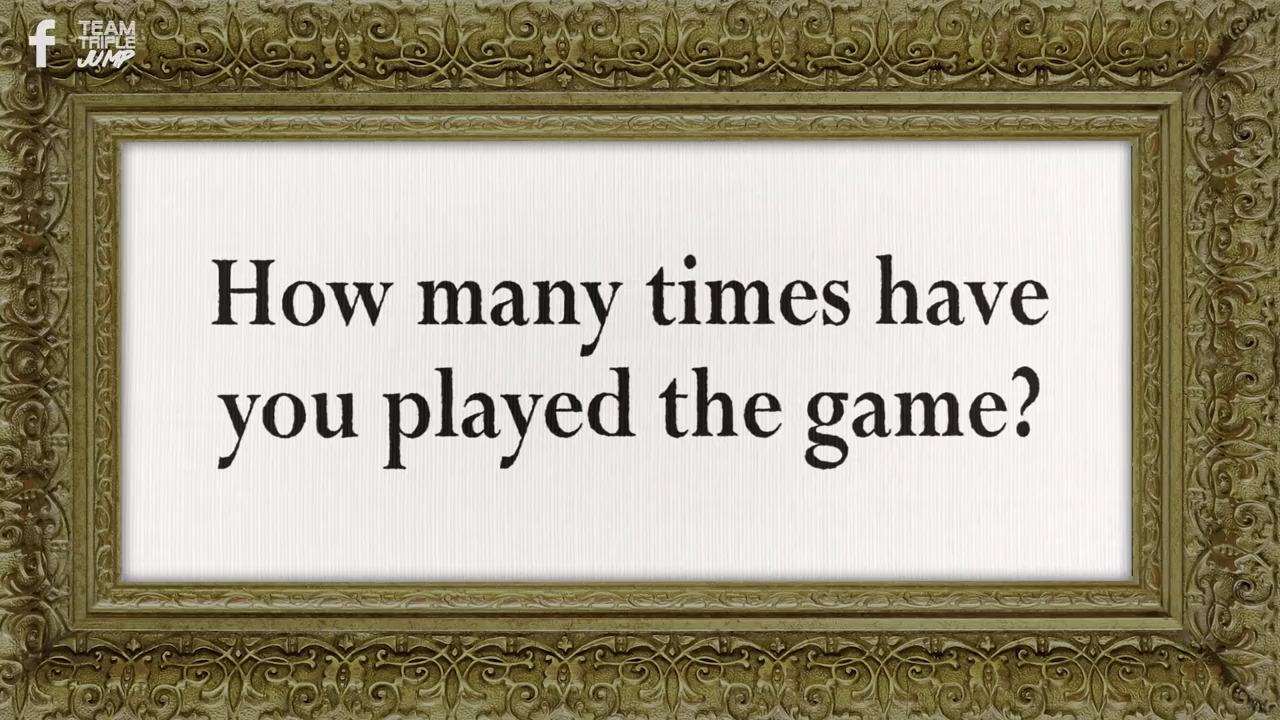 f TEAM
TRIPLE
JUMP
How many times have
you played the game?